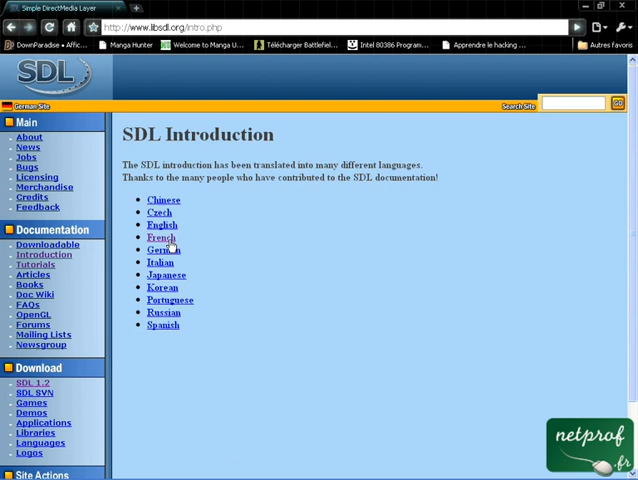 Simple DirectMedia Layer
http://www.libsdl.org/intro.php
DownParadise • Affic...
Manga Hunter
Welcome to Manga U...
Télécharger Battlefiel...
Intel 80386 Program...
Apprendre le hacking ...
Autres favoris
SDL
German Site
Search Site
GO
Main
About
News
Jobs
Bugs
Licensing
Merchandise
Credits
Feedback
Documentation
Downloadable
Introduction
Tutorials
Articles
Books
Doc Wiki
FAQs
OpenGL
Forums
Mailing Lists
Newsgroup
Download
SDL 1.2
SDL SVN
Games
Demos
Applications
Libraries
Languages
Logos
Site Actions
SDL Introduction
The SDL introduction has been translated into many different languages.
Thanks to the many people who have contributed to the SDL documentation!
Chinese
Czech
English
French
German
Italian
Japanese
Korean
Portuguese
Russian
Spanish
netprof
.fr